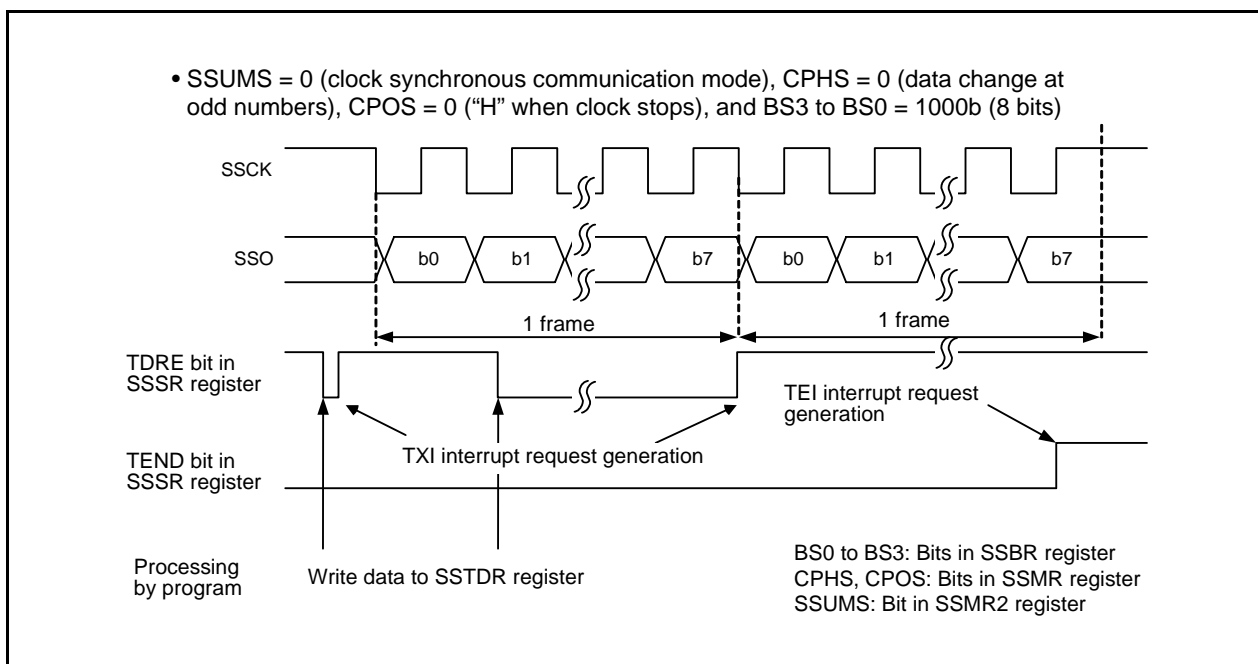 • SSUMS = 0 (clock synchronous communication mode), CPHS = 0 (data change at
odd numbers), CPOS = 0 (“H” when clock stops), and BS3 to BS0 = 1000b (8 bits)
SSCK
SSO
b0
b1
b7
b0
b1
b7
1 frame
1 frame
TDRE bit in
SSSR register
TEI interrupt request
generation
TXI interrupt request generation
TEND bit in
SSSR register
Processing
by program
Write data to SSTDR register
BS0 to BS3: Bits in SSBR register
CPHS, CPOS: Bits in SSMR register
SSUMS: Bit in SSMR2 register